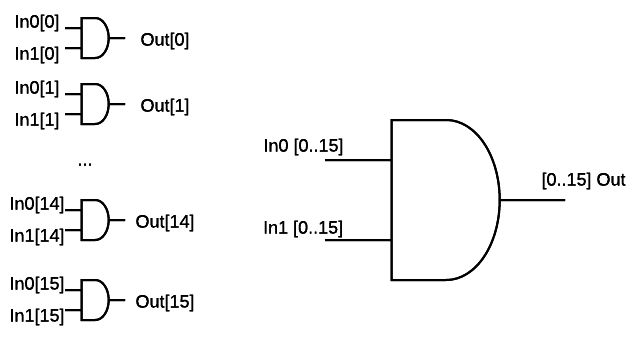 In0[0]
Out[0]
In1[0]
In0[1]
Out[1]
In1[1]
...
In0[14]
Out[14]
In1[14]
In0[15]
Out[15]
In1[15]
In0 [0..15]
[0..15] Out
In1 [0..15]